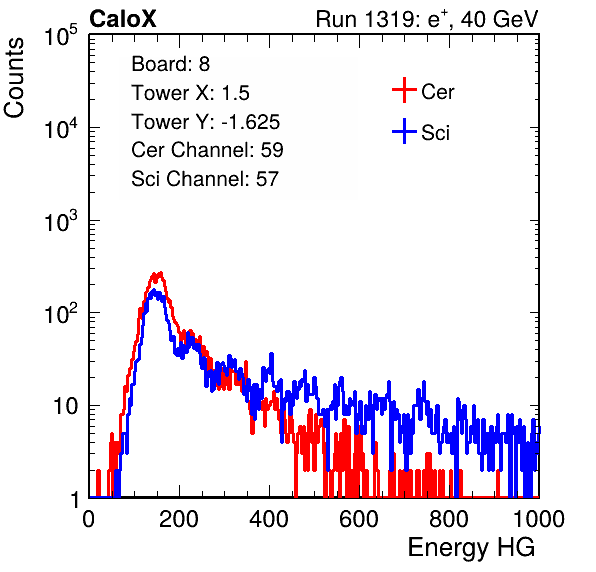 CaloX Run 1319: e⁺, 40 GeV
Counts
Board: 8
Tower X: 1.5
Tower Y: -1.625
Cer Channel: 59
Sci Channel: 57
Cer
Sci
10⁵
10⁴
10³
10²
10
1
0 200 400 600 800 1000
Energy HG